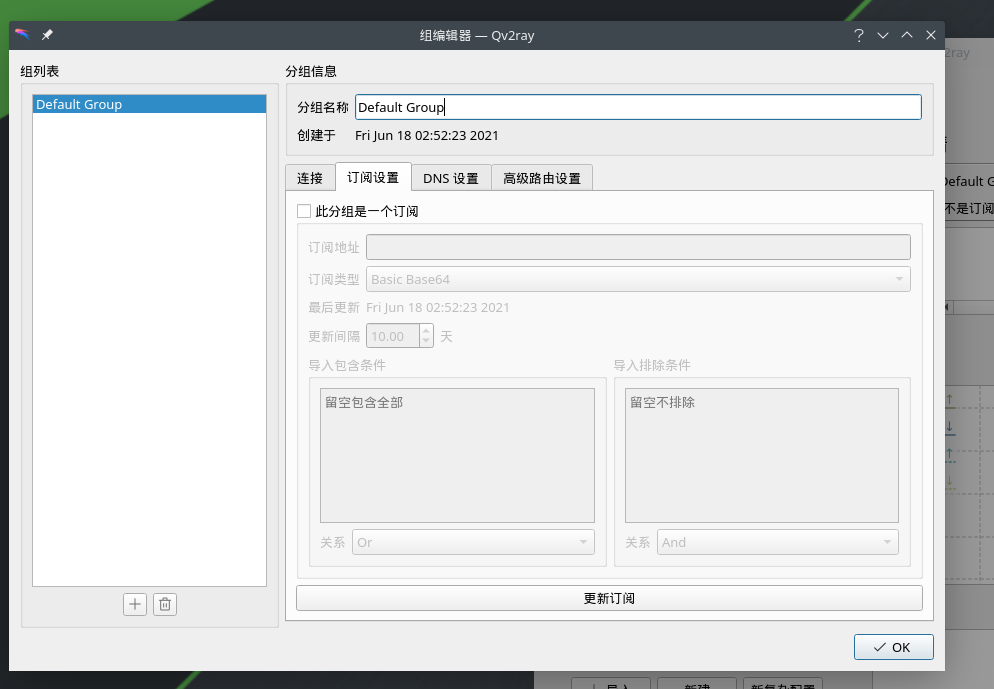 组编辑器 — Qv2ray
组列表
Default Group
分组信息
分组名称 Default Group
创建于 Fri Jun 18 02:52:23 2021
连接 订阅设置 DNS 设置 高级路由设置
此分组是一个订阅
订阅地址
订阅类型 Basic Base64
最后更新 Fri Jun 18 02:52:23 2021
更新间隔 10.00 天
导入包含条件 导入排除条件
留空包含全部 留空不排除
关系 Or 关系 And
更新订阅
OK
2ray
Default G
不是订阅
导入 新建 新复杂配置